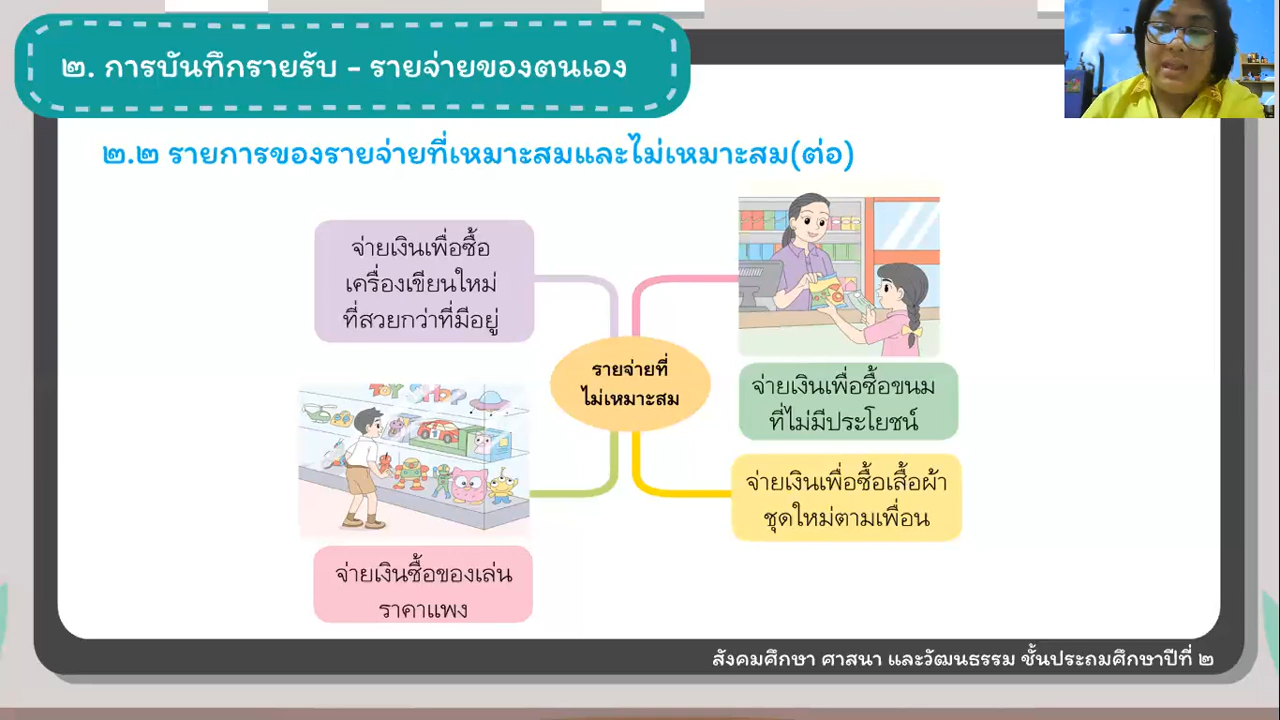 ๒. การบันทึกรายรับ - รายจ่ายของตนเอง
๒.๒ รายการของรายจ่ายที่เหมาะสมและไม่เหมาะสม(ต่อ)
จ่ายเงินเพื่อซื้อ
เครื่องเขียนใหม่
ที่สวยกว่าที่มีอยู่
รายจ่ายที่
ไม่เหมาะสม
จ่ายเงินเพื่อซื้อขนม
ที่ไม่มีประโยชน์
TOY SHOP
จ่ายเงินเพื่อซื้อเสื้อผ้า
ชุดใหม่ตามเพื่อน
จ่ายเงินซื้อของเล่น
ราคาแพง
สังคมศึกษา ศาสนา และวัฒนธรรม ชั้นประถมศึกษาปีที่ ๒